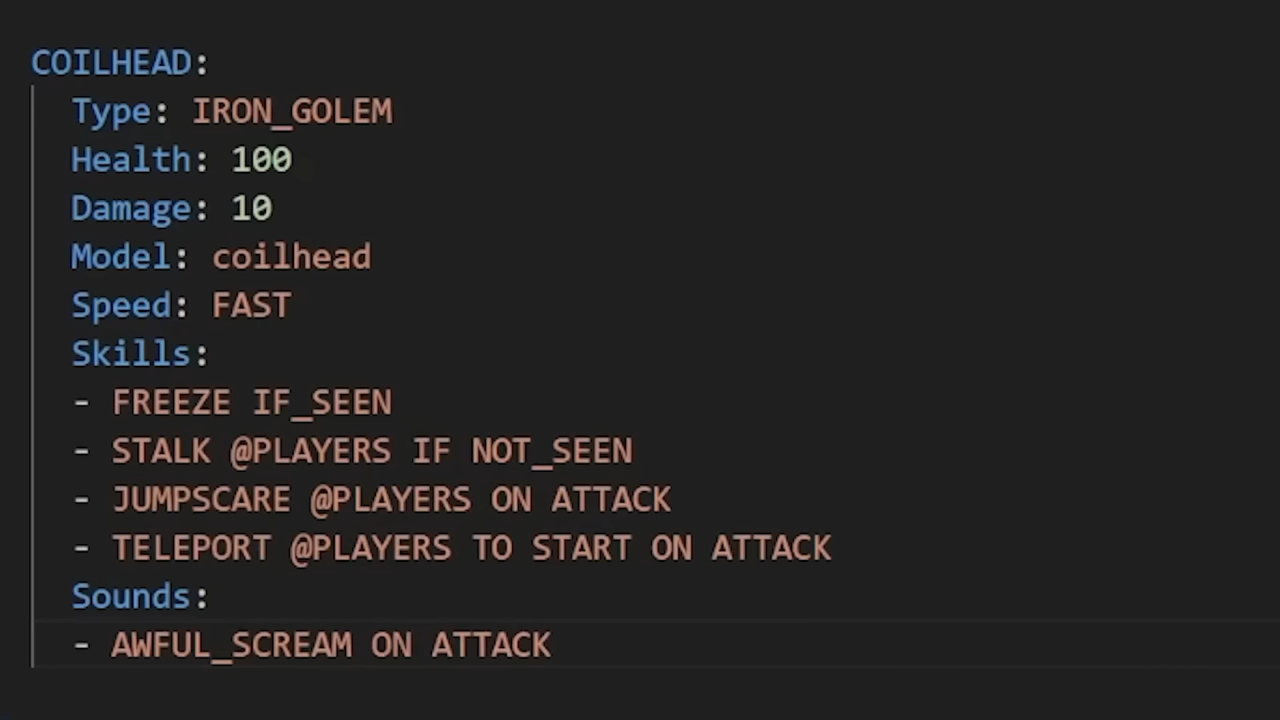 COILHEAD:
Type: IRON_GOLEM
Health: 100
Damage: 10
Model: coilhead
Speed: FAST
Skills:
- FREEZE IF_SEEN
- STALK @PLAYERS IF NOT_SEEN
- JUMPSCARE @PLAYERS ON ATTACK
- TELEPORT @PLAYERS TO START ON ATTACK
Sounds:
- AWFUL_SCREAM ON ATTACK